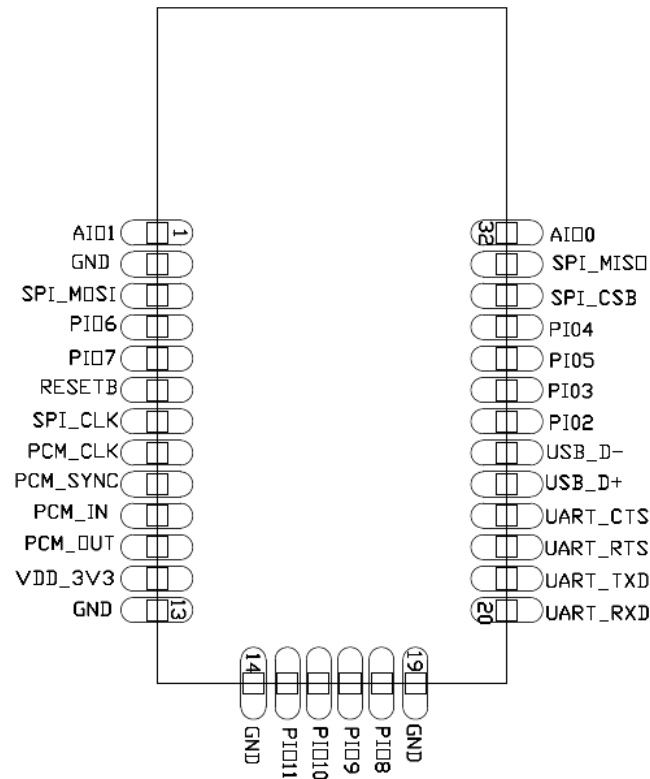 AIO1 1 32 AIO0
GND SPI_MISO
SPI_MOSI SPI_CSB
PIO6 PIO4
PIO7 PIO5
RESETB PIO3
SPI_CLK PIO2
PCM_CLK USB_D-
PCM_SYNC USB_D+
PCM_IN UART_CTS
PCM_OUT UART_RTS
VDD_3V3 UART_TXD
GND 13 20 UART_RXD
14 19
GND PIO11 PIO10 PIO9 PIO8 GND